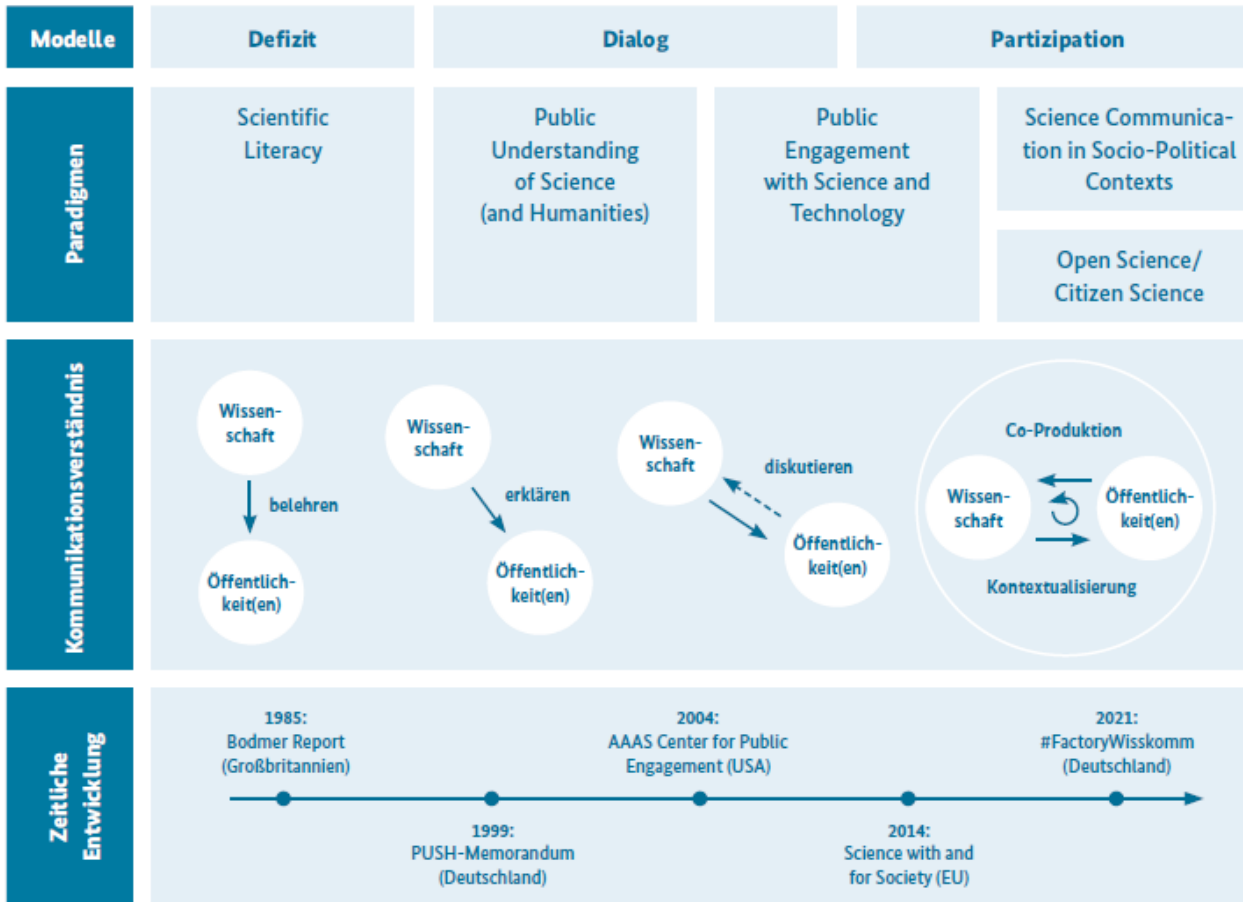 Modelle
Defizit
Dialog
Partizipation
Paradigmen
Scientific
Literacy
Public
Understanding
of Science
(and Humanities)
Public
Engagement
with Science and
Technology
Science Communica-
tion in Socio-Political
Contexts
Open Science/
Citizen Science
Kommunikationsverständnis
Wissen-
schaft
belehren
Öffentlich-
keit(en)
Wissen-
schaft
erklären
Öffentlich-
keit(en)
Wissen-
schaft
diskutieren
Öffentlich-
keit(en)
Co-Produktion
Wissen-
schaft
Öffentlich-
keit(en)
Kontextualisierung
Zeitliche
Entwicklung
1985:
Bodmer Report
(Großbritannien)
1999:
PUSH-Memorandum
(Deutschland)
2004:
AAAS Center for Public
Engagement (USA)
2014:
Science with and
for Society (EU)
2021:
#FactoryWisskomm
(Deutschland)